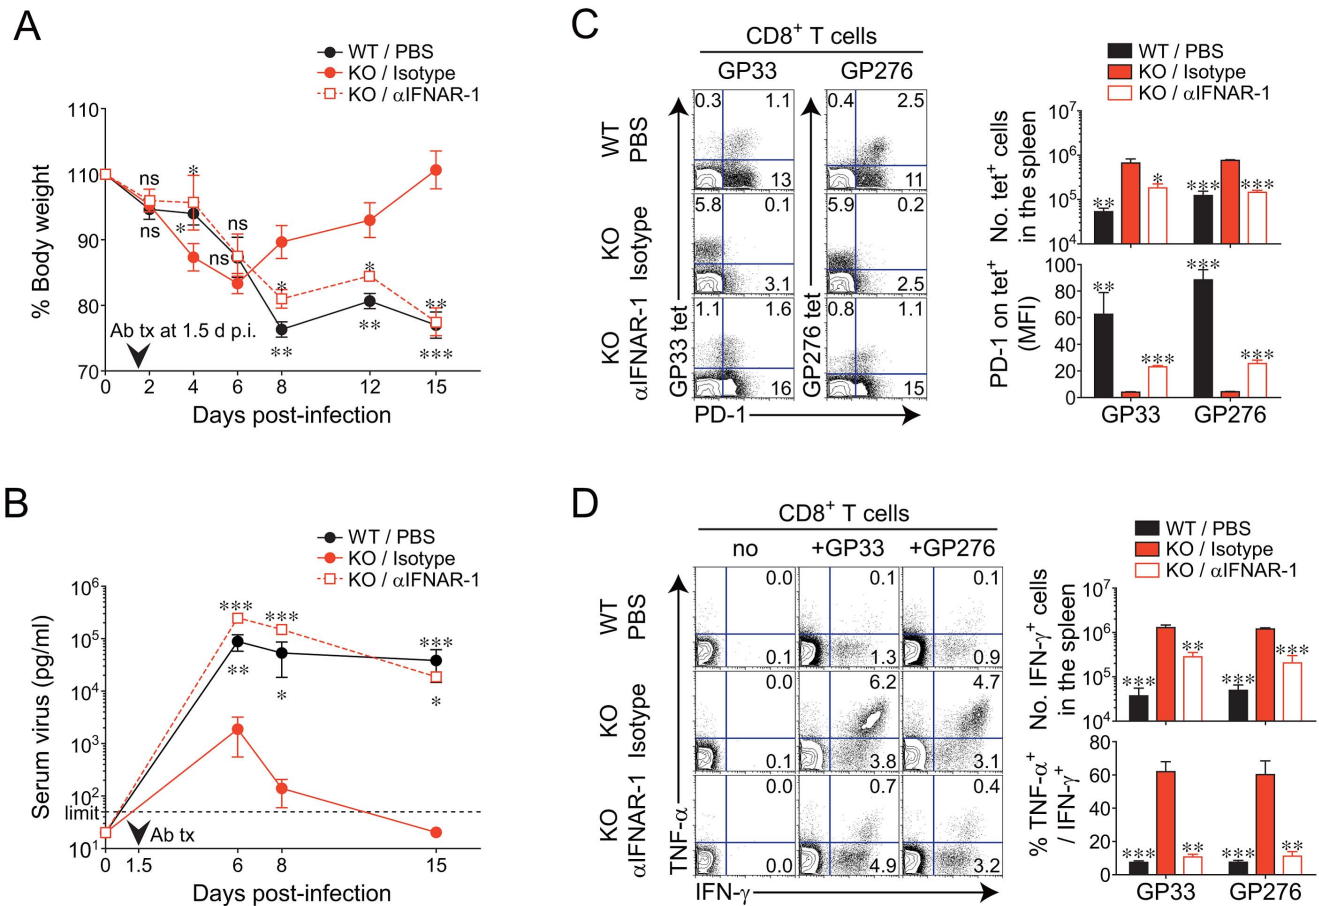 A
WT / PBS
KO / Isotype
KO / αIFNAR-1
110
110
90
80
70
% Body weight
ns
*
ns
*
ns
ns
*
**
*
**
**
***
Ab tx at 1.5 d p.i.
0 2 4 6 8 12 15
Days post-infection
B
WT / PBS
KO / Isotype
KO / αIFNAR-1
10⁶
10⁵
10⁴
10³
10²
limit
10¹
Serum virus (pg/ml)
*** *** ***
** * *
Ab tx
0 1.5 6 8 15
Days post-infection
C
CD8⁺ T cells
GP33 GP276
WT PBS
0.3 1.1 0.4 2.5
13 11
KO Isotype
5.8 0.1 5.9 0.2
3.1 2.5
KO αIFNAR-1
1.1 1.6 0.8 1.1
16 15
GP33 tet
GP276 tet
PD-1
WT / PBS
KO / Isotype
KO / αIFNAR-1
No. tet⁺ cells in the spleen
10⁷
10⁶
10⁵
10⁴
** * *** ***
PD-1 on tet⁺ (MFI)
100
80
60
40
20
0
** *** *** ***
GP33 GP276
D
CD8⁺ T cells
no +GP33 +GP276
WT PBS
0.0 0.1 0.1
0.1 1.3 0.9
KO Isotype
0.0 6.2 4.7
0.1 3.8 3.1
KO αIFNAR-1
0.0 0.7 0.4
0.0 4.9 3.2
TNF-α
IFN-γ
WT / PBS
KO / Isotype
KO / αIFNAR-1
No. IFN-γ⁺ cells in the spleen
10⁷
10⁶
10⁵
10⁴
*** ** *** ***
% TNF-α⁺ / IFN-γ⁺
80
60
40
20
0
*** ** *** **
GP33 GP276